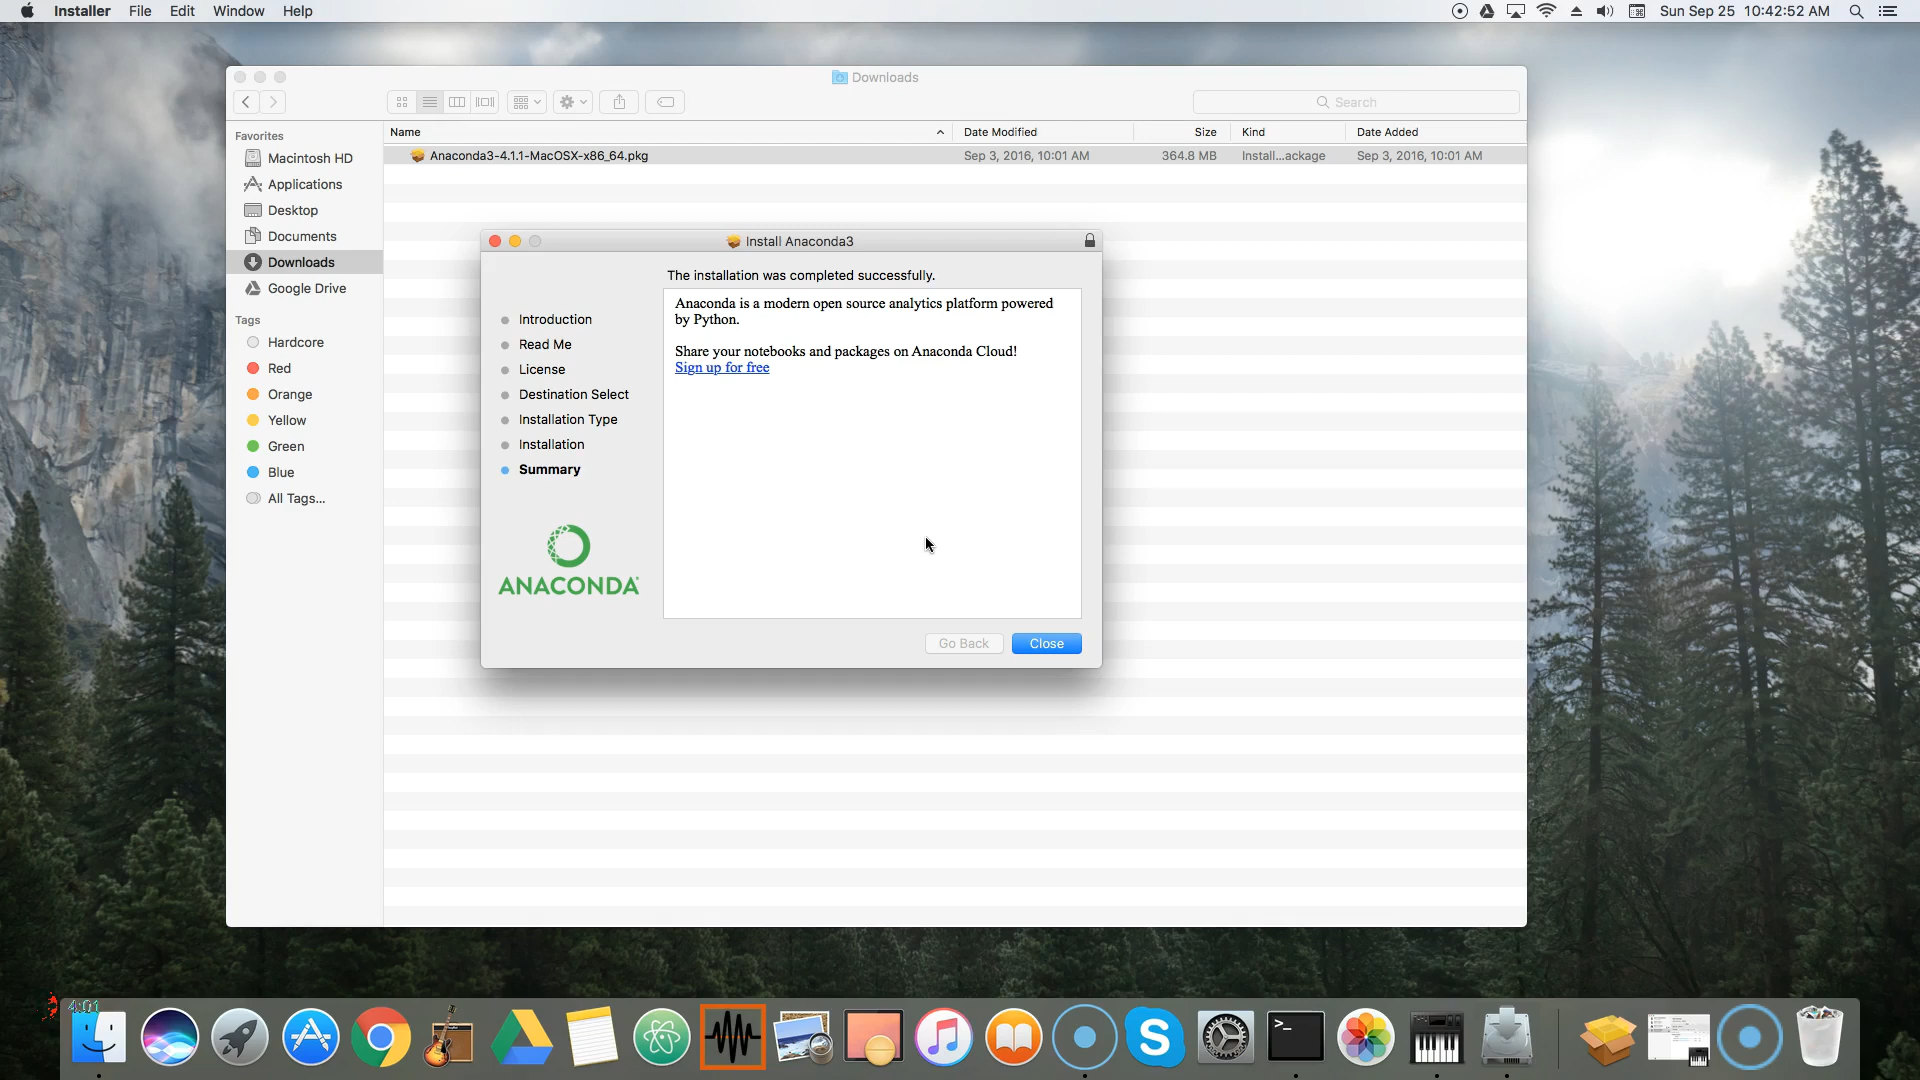 Installer File Edit Window Help Sun Sep 25 10:42:52 AM
Downloads
Search
Favorites
Macintosh HD
Applications
Desktop
Documents
Downloads
Google Drive
Tags
Hardcore
Red
Orange
Yellow
Green
Blue
All Tags...
Name Date Modified Size Kind Date Added
Anaconda3-4.1.1-MacOSX-x86_64.pkg Sep 3, 2016, 10:01 AM 364.8 MB Install...ackage Sep 3, 2016, 10:01 AM
Install Anaconda3
The installation was completed successfully.
Introduction
Read Me
License
Destination Select
Installation Type
Installation
Summary
ANACONDA
Anaconda is a modern open source analytics platform powered
by Python.
Share your notebooks and packages on Anaconda Cloud!
Sign up for free
Go Back Close
4:01
>_
S